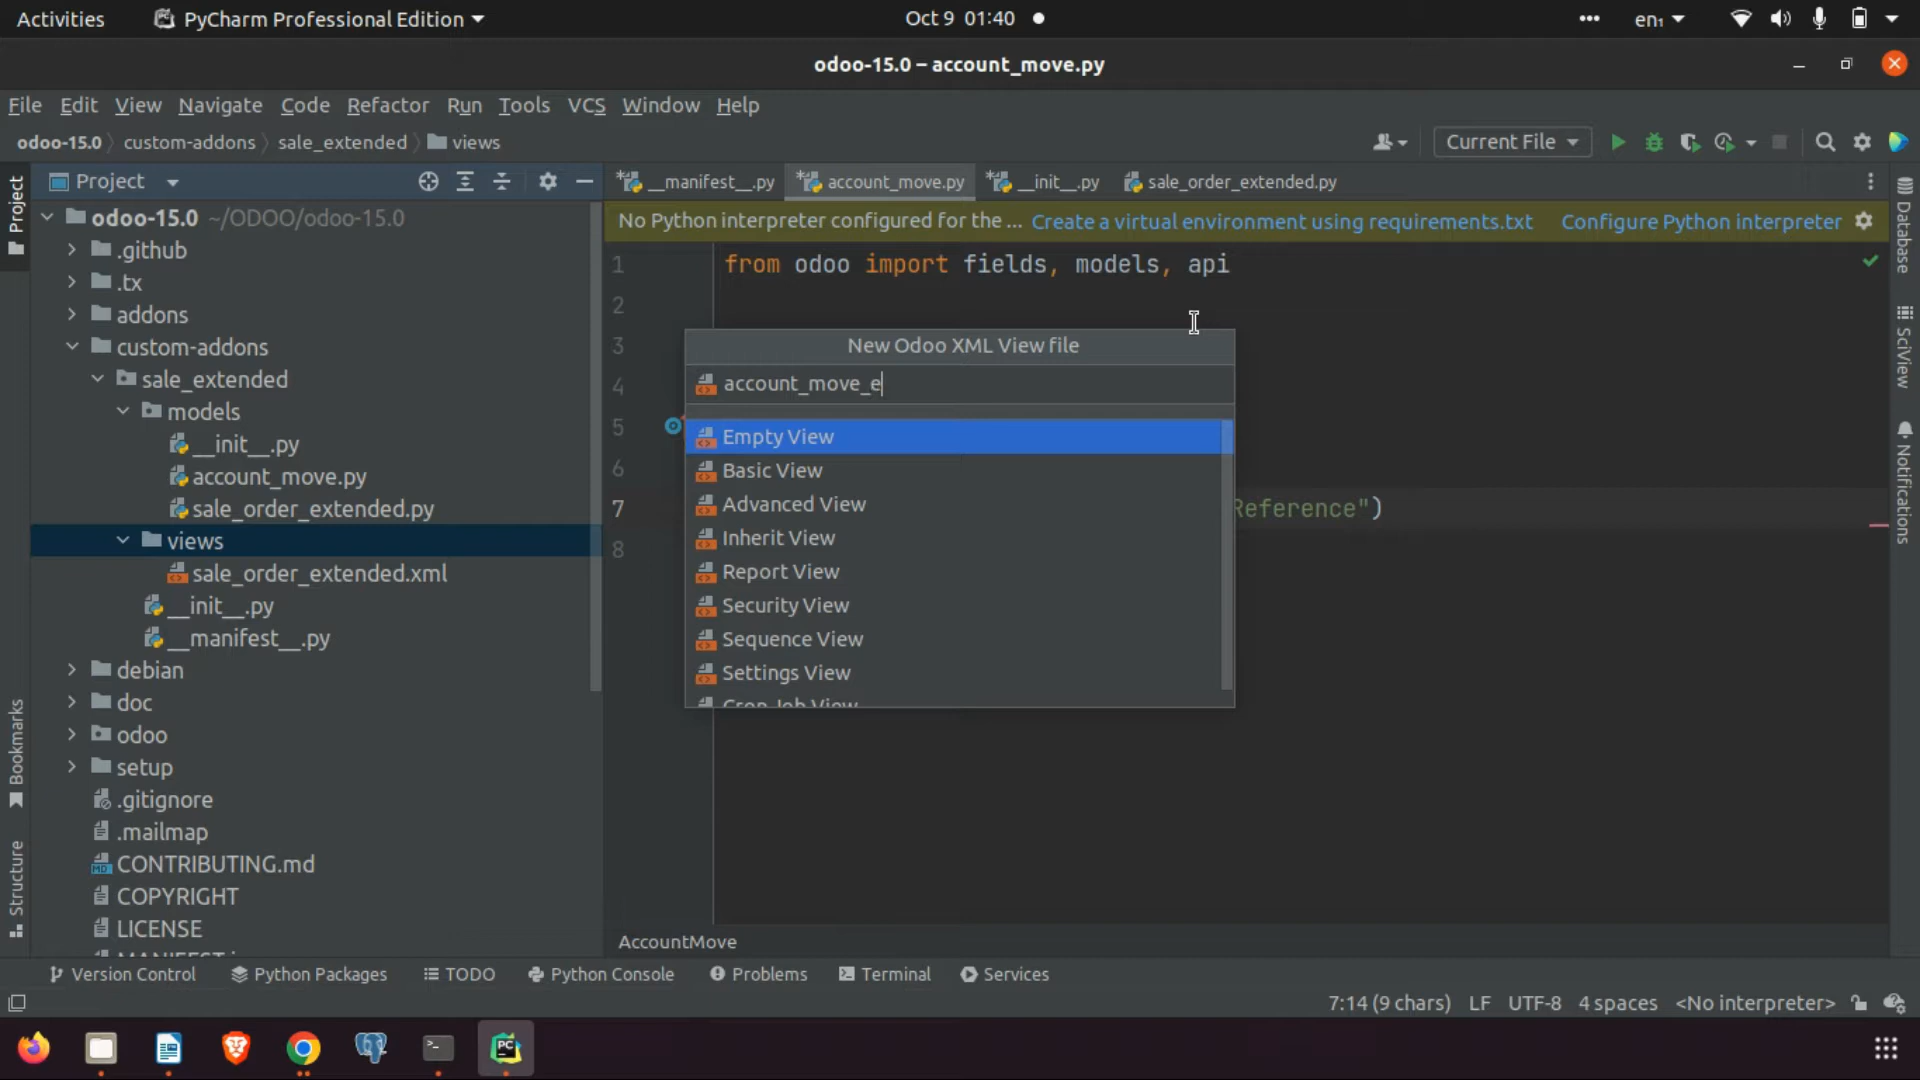 Activities
PyCharm Professional Edition
Oct 9 01:40
en₁
odoo-15.0 – account_move.py
File Edit View Navigate Code Refactor Run Tools VCS Window Help
odoo-15.0 custom-addons sale_extended views
Current File
Project
__manifest__.py
account_move.py
__init__.py
sale_order_extended.py
No Python interpreter configured for the ... Create a virtual environment using requirements.txt Configure Python interpreter
odoo-15.0 ~/ODOO/odoo-15.0
.github
.tx
addons
custom-addons
sale_extended
models
__init__.py
account_move.py
sale_order_extended.py
views
sale_order_extended.xml
__init__.py
__manifest__.py
debian
doc
odoo
setup
.gitignore
.mailmap
CONTRIBUTING.md
COPYRIGHT
LICENSE
1 from odoo import fields, models, api
2
3
4
5
6
7 Reference")
8
New Odoo XML View file
account_move_e
Empty View
Basic View
Advanced View
Inherit View
Report View
Security View
Sequence View
Settings View
Cron Job View
AccountMove
Project
Bookmarks
Structure
Database
SciView
Notifications
Version Control Python Packages TODO Python Console Problems Terminal Services
7:14 (9 chars) LF UTF-8 4 spaces <No interpreter>
PC